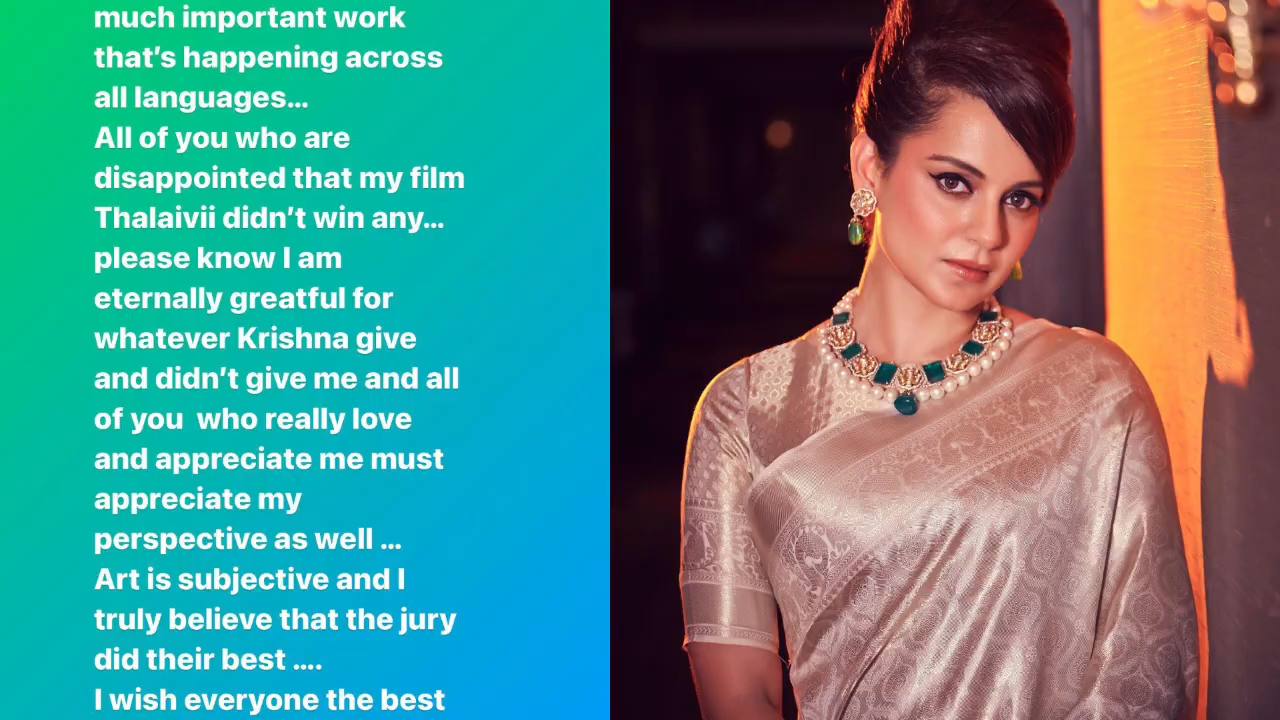 much important work
that’s happening across
all languages...
All of you who are
disappointed that my film
Thalaivii didn’t win any...
please know I am
eternally greatful for
whatever Krishna give
and didn’t give me and all
of you  who really love
and appreciate me must
appreciate my
perspective as well ...
Art is subjective and I
truly believe that the jury
did their best ....
I wish everyone the best